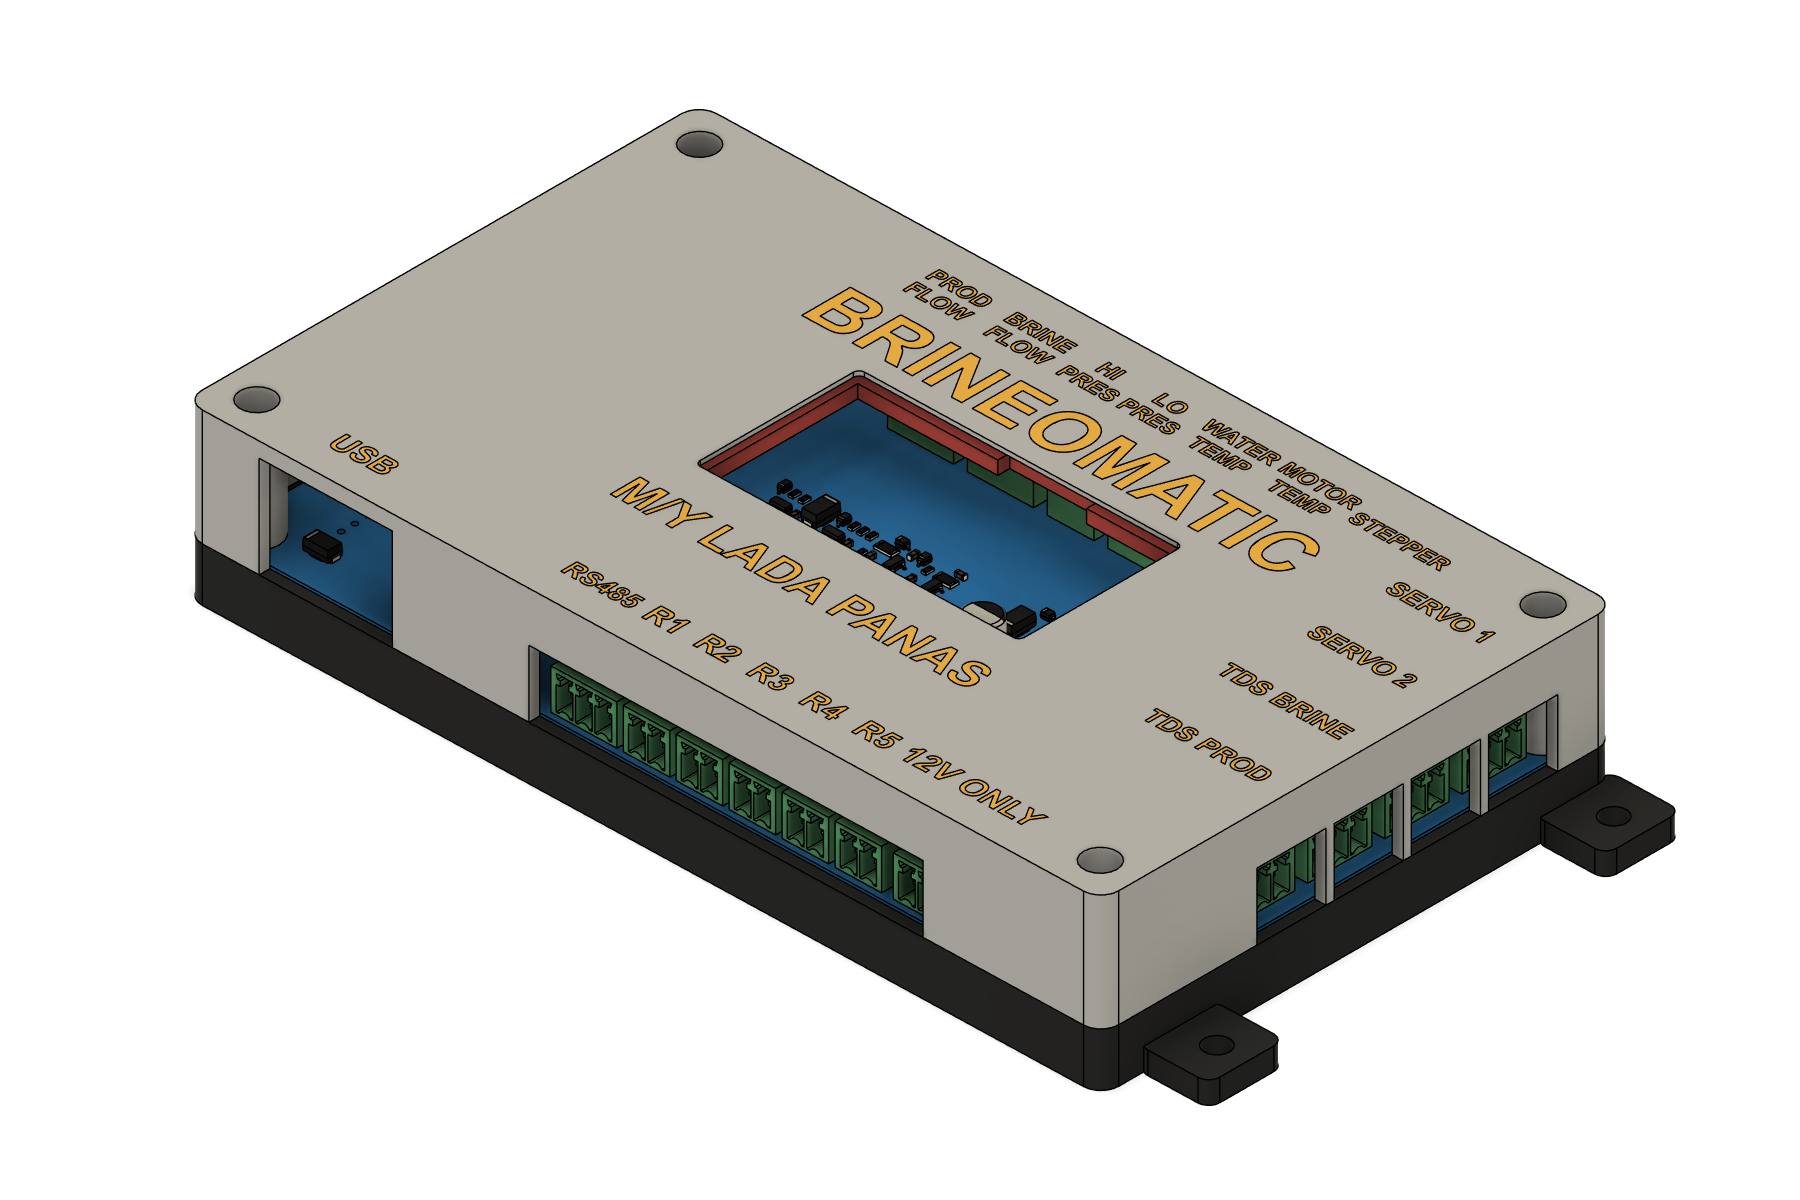 PROD FLOW
BRINE FLOW
HI PRES
LO PRES
WATER TEMP
MOTOR TEMP
STEPPER
BRINEOMATIC
M/Y LADA PANAS
USB
RS485 R1 R2 R3 R4 R5 12V ONLY
SERVO 1
SERVO 2
TDS BRINE
TDS PROD